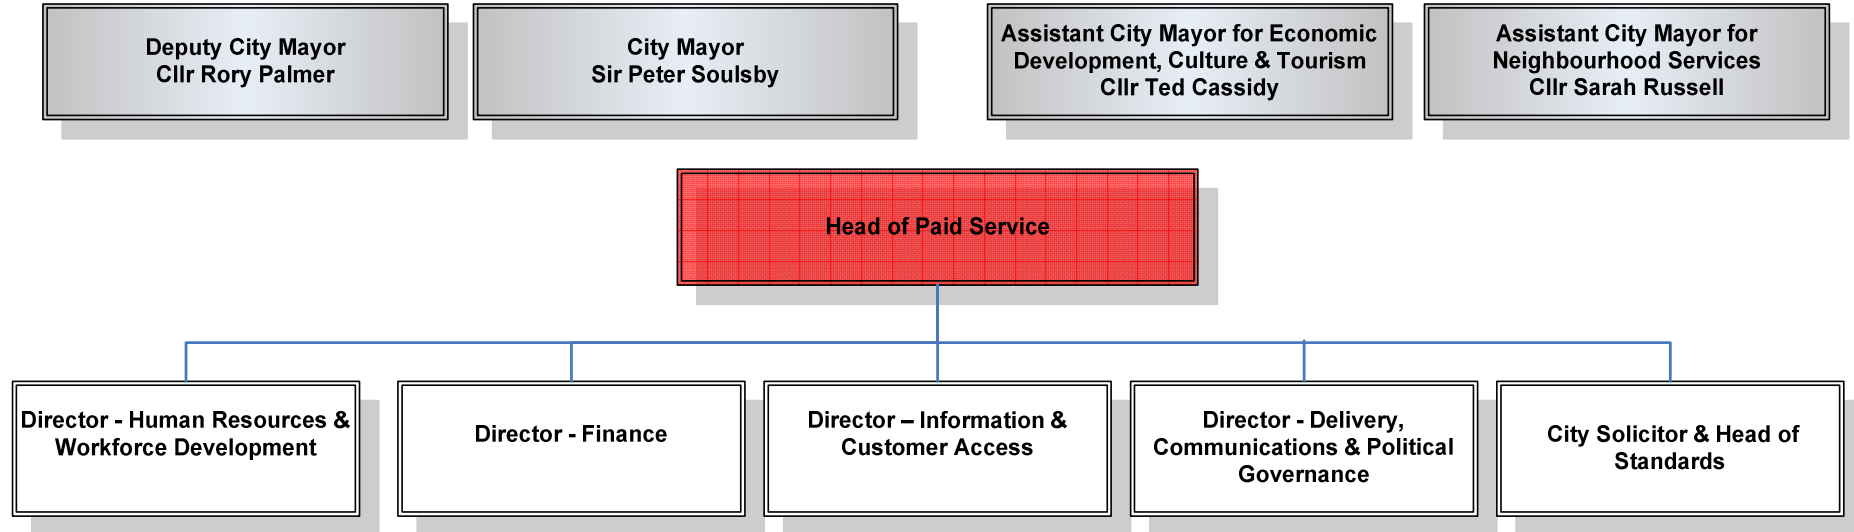 Deputy City Mayor
Cllr Rory Palmer
City Mayor
Sir Peter Soulsby
Assistant City Mayor for Economic
Development, Culture & Tourism
Cllr Ted Cassidy
Assistant City Mayor for
Neighbourhood Services
Cllr Sarah Russell
Head of Paid Service
Director - Human Resources &
Workforce Development
Director - Finance
Director – Information &
Customer Access
Director - Delivery,
Communications & Political
Governance
City Solicitor & Head of
Standards